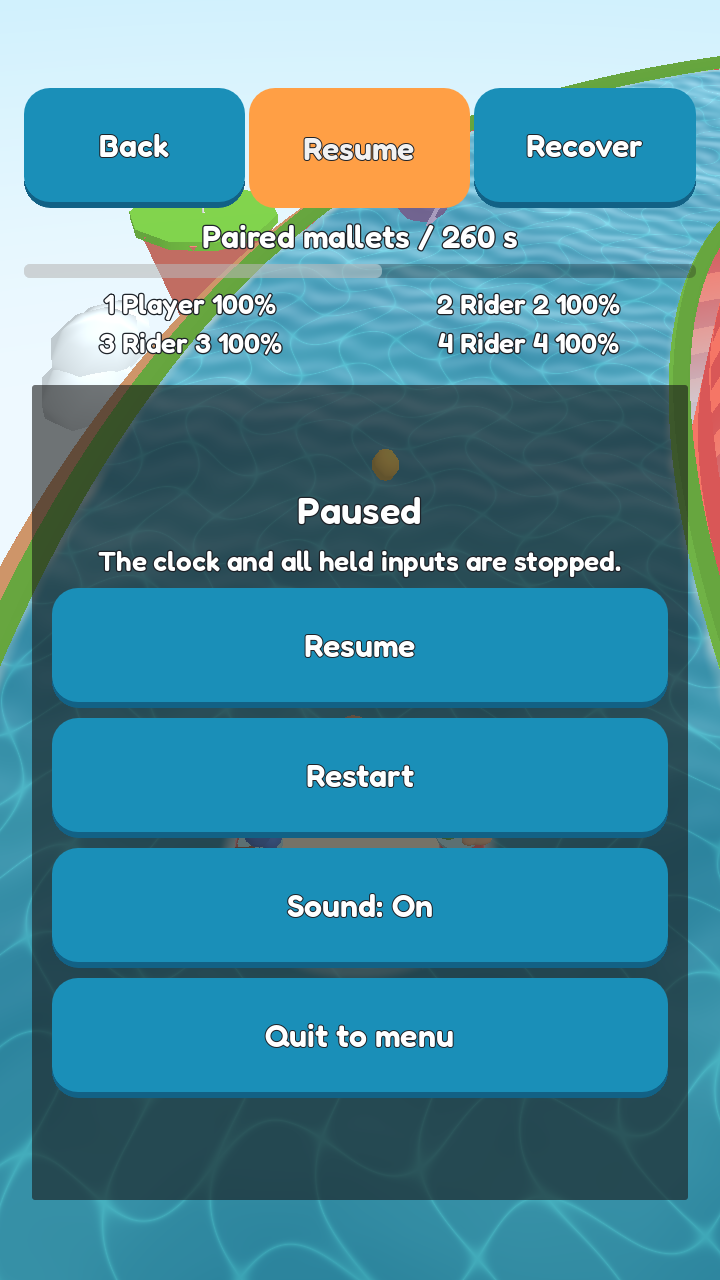 Back
Resume
Recover
Paired mallets / 260 s
1 Player 100%
2 Rider 2 100%
3 Rider 3 100%
4 Rider 4 100%
Paused
The clock and all held inputs are stopped.
Resume
Restart
Sound: On
Quit to menu